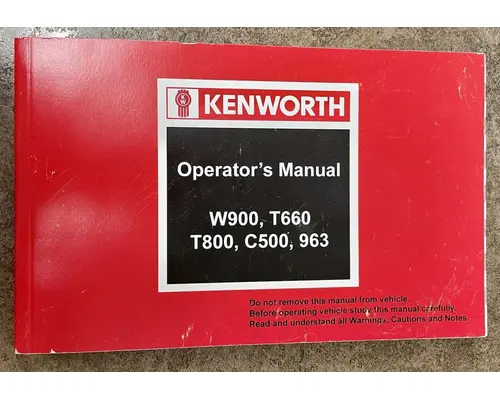 KW
KENWORTH
Operator's Manual
W900, T660
T800, C500, 963
Do not remove this manual from vehicle.
Before operating vehicle study this manual carefully.
Read and understand all Warnings, Cautions and Notes.